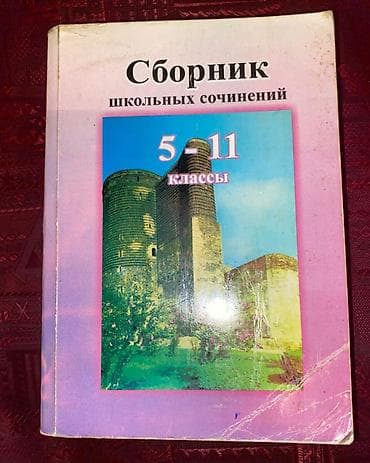 Сборник
школьных сочинений
5 - 11
классы